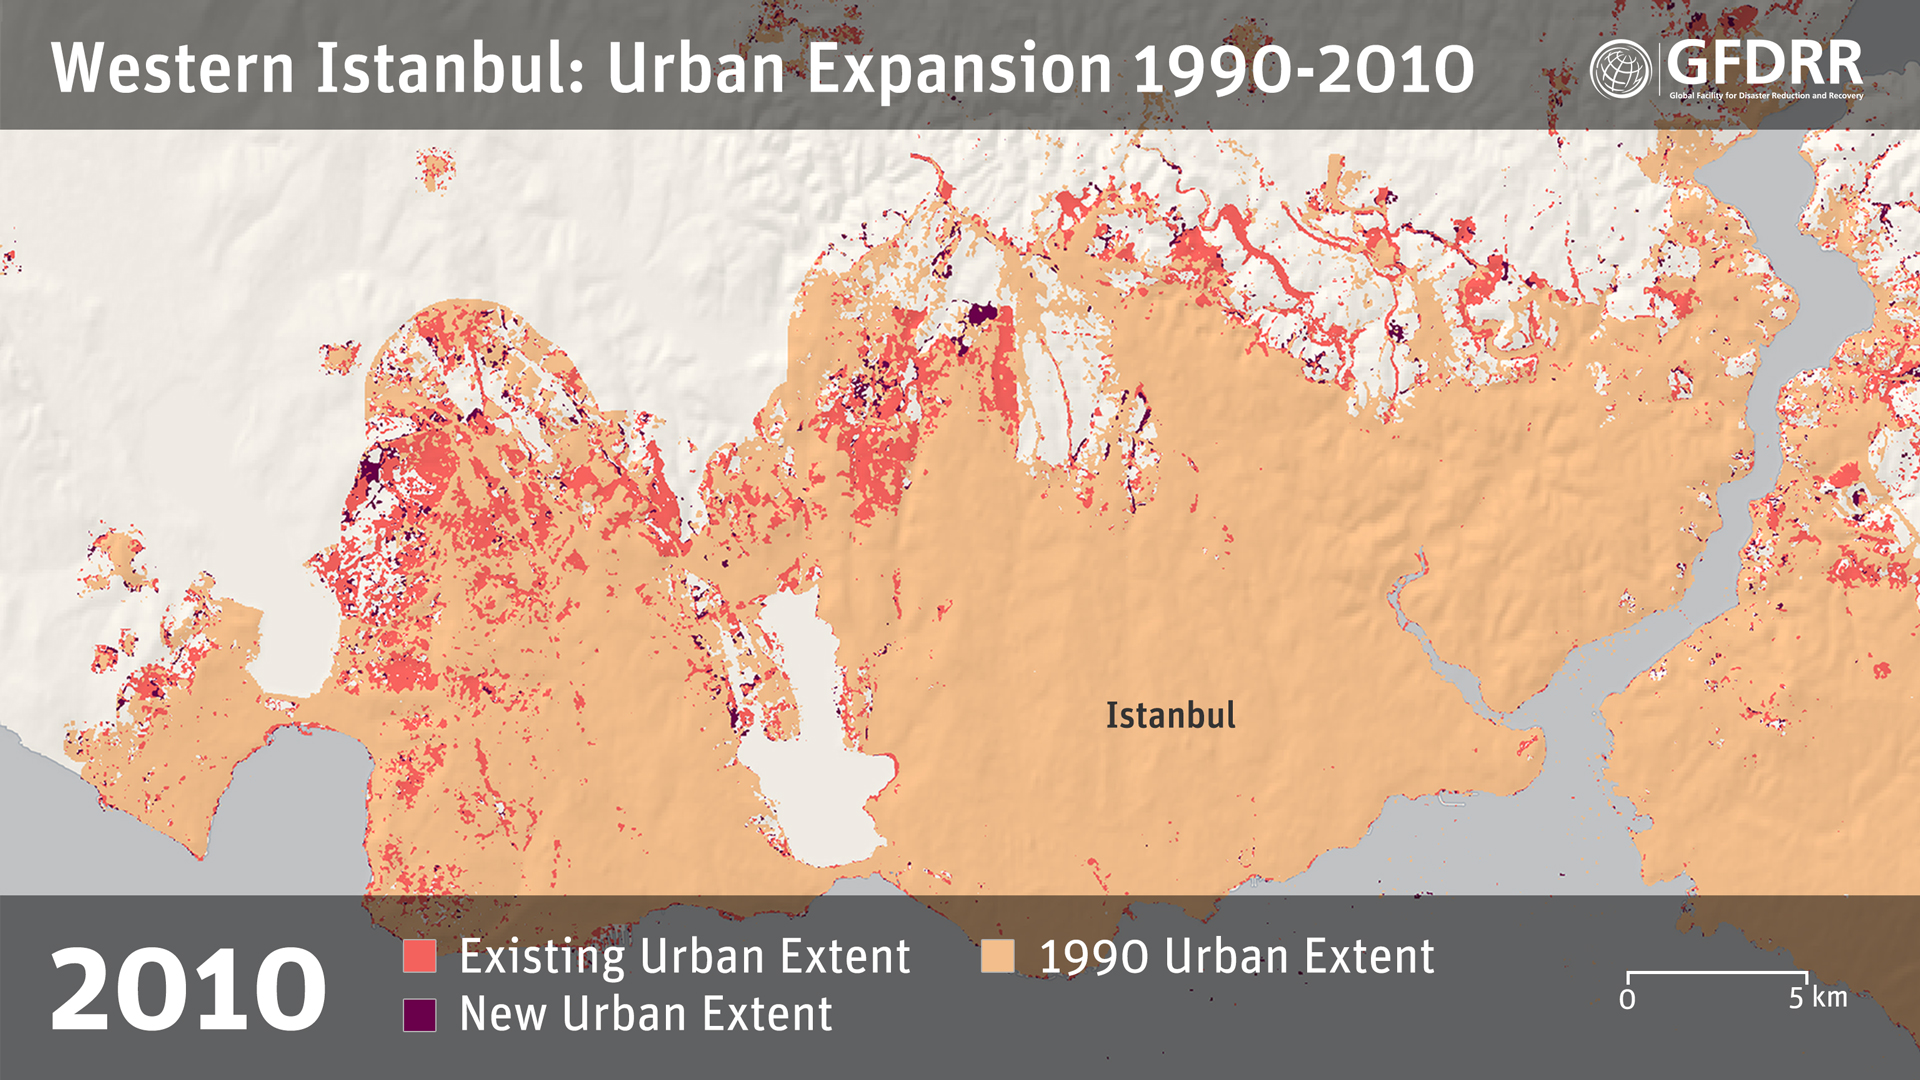 Western Istanbul: Urban Expansion 1990-2010
GFDRR
Global Facility for Disaster Reduction and Recovery
Istanbul
2010
Existing Urban Extent
1990 Urban Extent
New Urban Extent
0 5 km